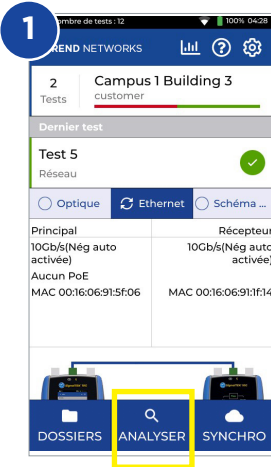 1
ombre de tests : 12
100% 04:28
REND NETWORKS
2
Tests
Campus 1 Building 3
customer
Dernier test
Test 5
Réseau
Optique
Ethernet
Schéma ...
Principal
Récepteur
10Gb/s(Nég auto
activée)
10Gb/s(Nég auto
activée)
Aucun PoE
MAC 00:16:06:91:5f:06
MAC 00:16:06:91:1f:14
DOSSIERS
ANALYSER
SYNCHRO